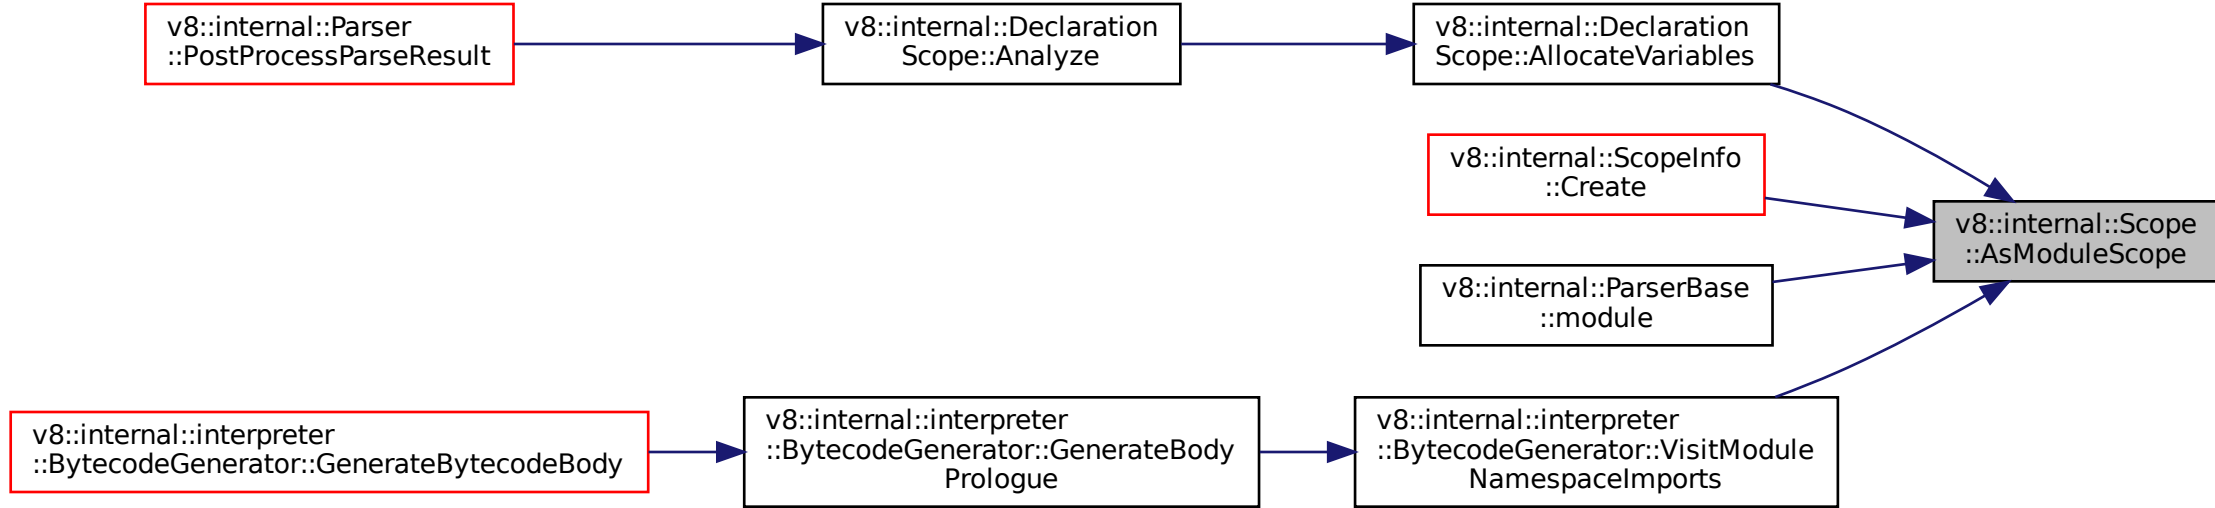 v8::internal::Parser
::PostProcessParseResult
v8::internal::Declaration
Scope::Analyze
v8::internal::Declaration
Scope::AllocateVariables
v8::internal::ScopeInfo
::Create
v8::internal::Scope
::AsModuleScope
v8::internal::ParserBase
::module
v8::internal::interpreter
::BytecodeGenerator::GenerateBytecodeBody
v8::internal::interpreter
::BytecodeGenerator::GenerateBody
Prologue
v8::internal::interpreter
::BytecodeGenerator::VisitModule
NamespaceImports